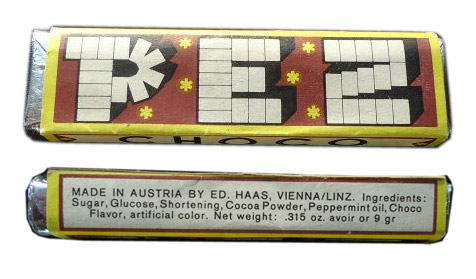 PEZ
CHOCO
MADE IN AUSTRIA BY ED. HAAS, VIENNA/LINZ. Ingredients:
Sugar, Glucose, Shortening, Cocoa Powder, Peppermint oil, Choco
Flavor, artificial color. Net weight: .315 oz. avoir or 9 gr